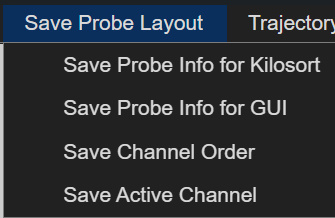 Save Probe Layout
Save Probe Info for Kilosort
Save Probe Info for GUI
Save Channel Order
Save Active Channel